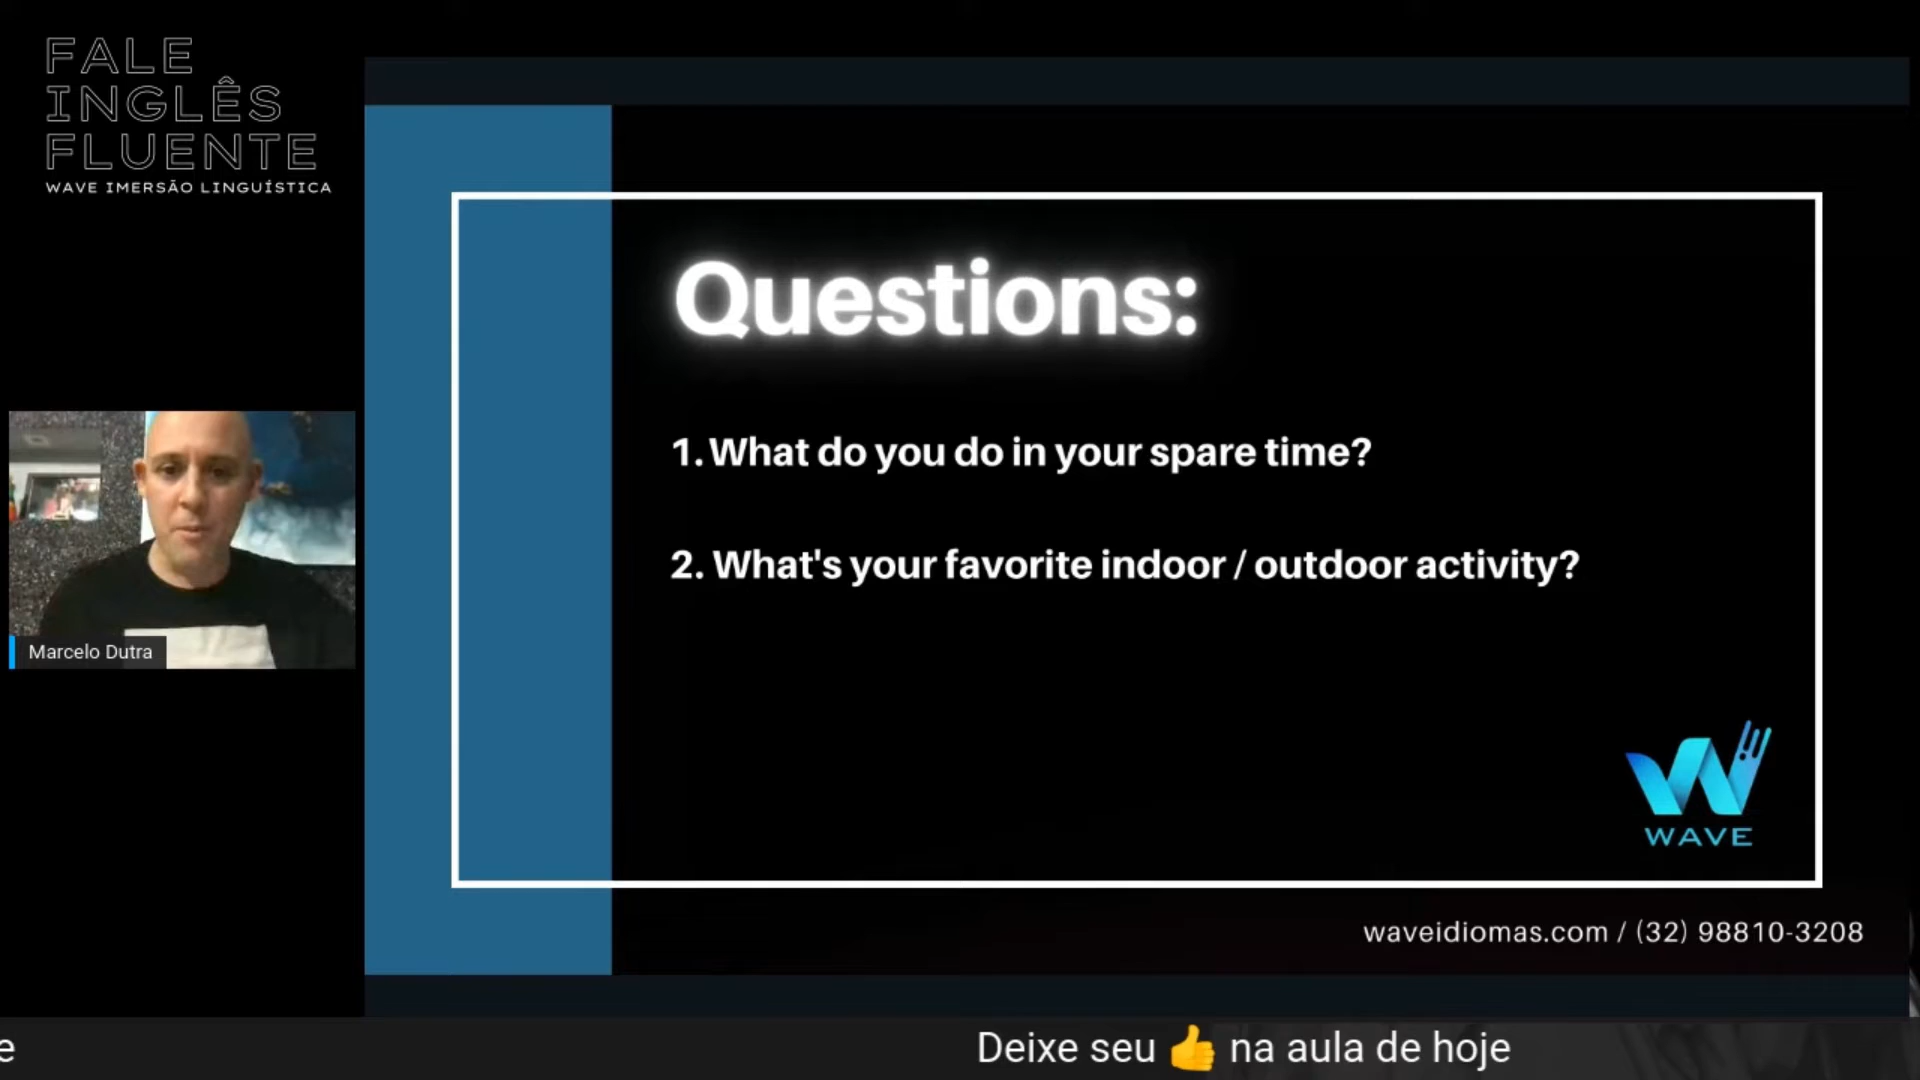 FALE
INGLÊS
FLUENTE
WAVE IMERSÃO LINGUÍSTICA
Questions:
1. What do you do in your spare time?
2. What's your favorite indoor / outdoor activity?
Marcelo Dutra
WAVE
waveidiomas.com / (32) 98810-3208
e
Deixe seu 👍 na aula de hoje